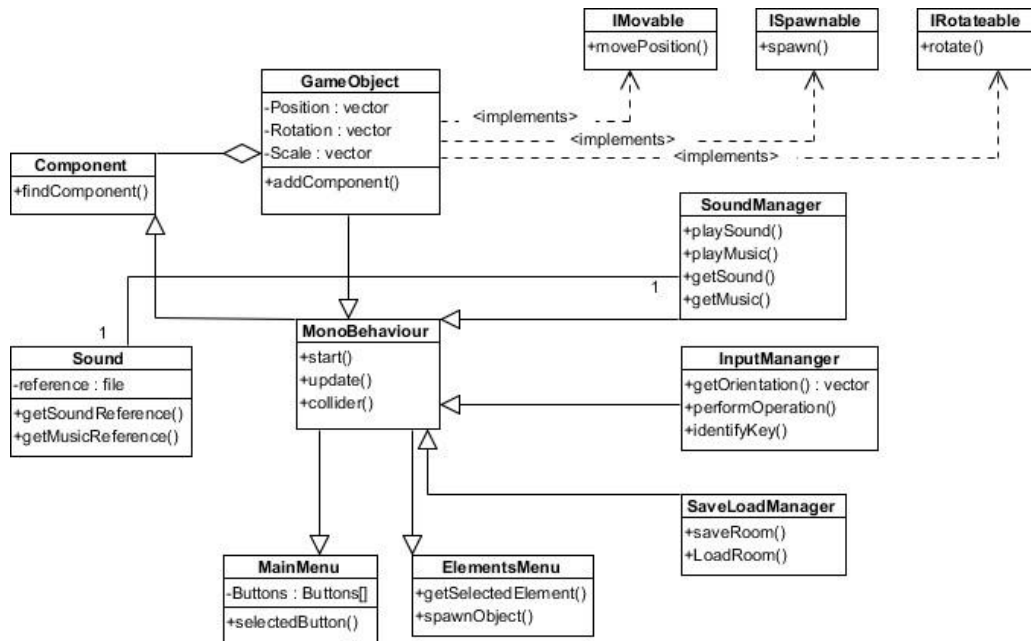 IMovable
+movePosition()
ISpawnable
+spawn()
IRotateable
+rotate()
GameObject
-Position : vector
-Rotation : vector
-Scale : vector
+addComponent()
<implements>
<implements>
<implements>
Component
+findComponent()
SoundManager
+playSound()
+playMusic()
+getSound()
+getMusic()
1
1
Sound
-reference : file
+getSoundReference()
+getMusicReference()
MonoBehaviour
+start()
+update()
+collider()
InputMananger
+getOrientation() : vector
+performOperation()
+identifyKey()
SaveLoadManager
+saveRoom()
+LoadRoom()
MainMenu
-Buttons : Buttons[]
+selectedButton()
ElementsMenu
+getSelectedElement()
+spawnObject()